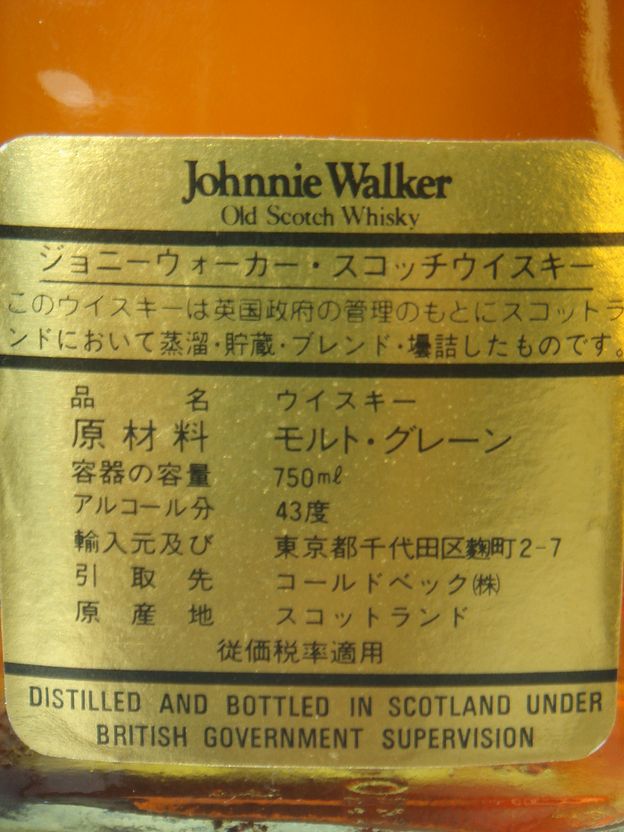 Johnnie Walker
Old Scotch Whisky
ジョニーウォーカー・スコッチウイスキー
このウイスキーは英国政府の管理のもとにスコットラ
ンドにおいて蒸溜・貯蔵・ブレンド・壜詰したものです。
品名 ウイスキー
原材料 モルト・グレーン
容器の容量 750ml
アルコール分 43度
輸入元及び 東京都千代田区麹町2-7
引取先 コールドベック㈱
原産地 スコットランド
従価税率適用
DISTILLED AND BOTTLED IN SCOTLAND UNDER
BRITISH GOVERNMENT SUPERVISION